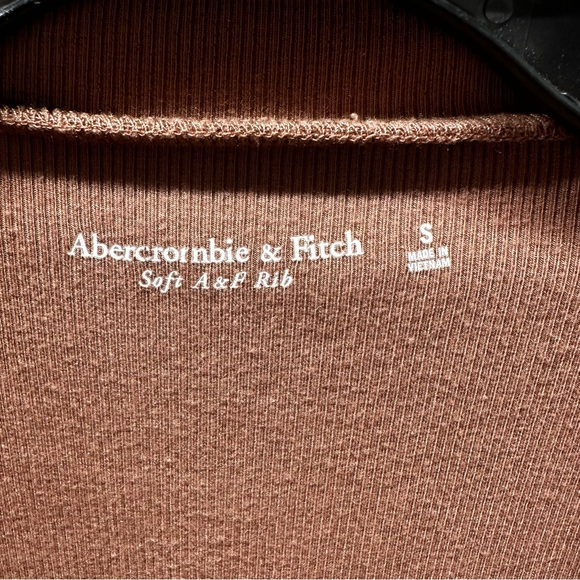 Abercrombie & Fitch
Soft A&F Rib
S
MADE IN
VIETNAM